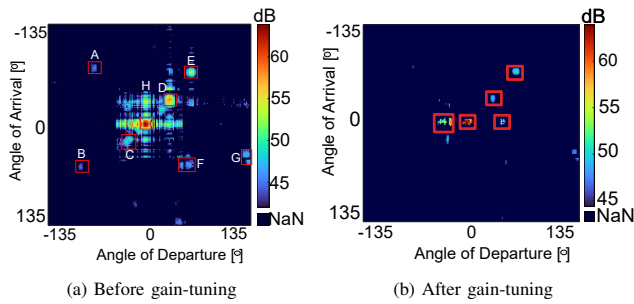 dB
60
55
50
45
NaN
-135
0
135
Angle of Arrival [º]
A
B
C
D
E
F
G
H
-135
0
135
Angle of Departure [º]
(a) Before gain-tuning
dB
60
55
50
45
NaN
-135
0
135
Angle of Arrival [º]
-135
0
135
Angle of Departure [º]
(b) After gain-tuning